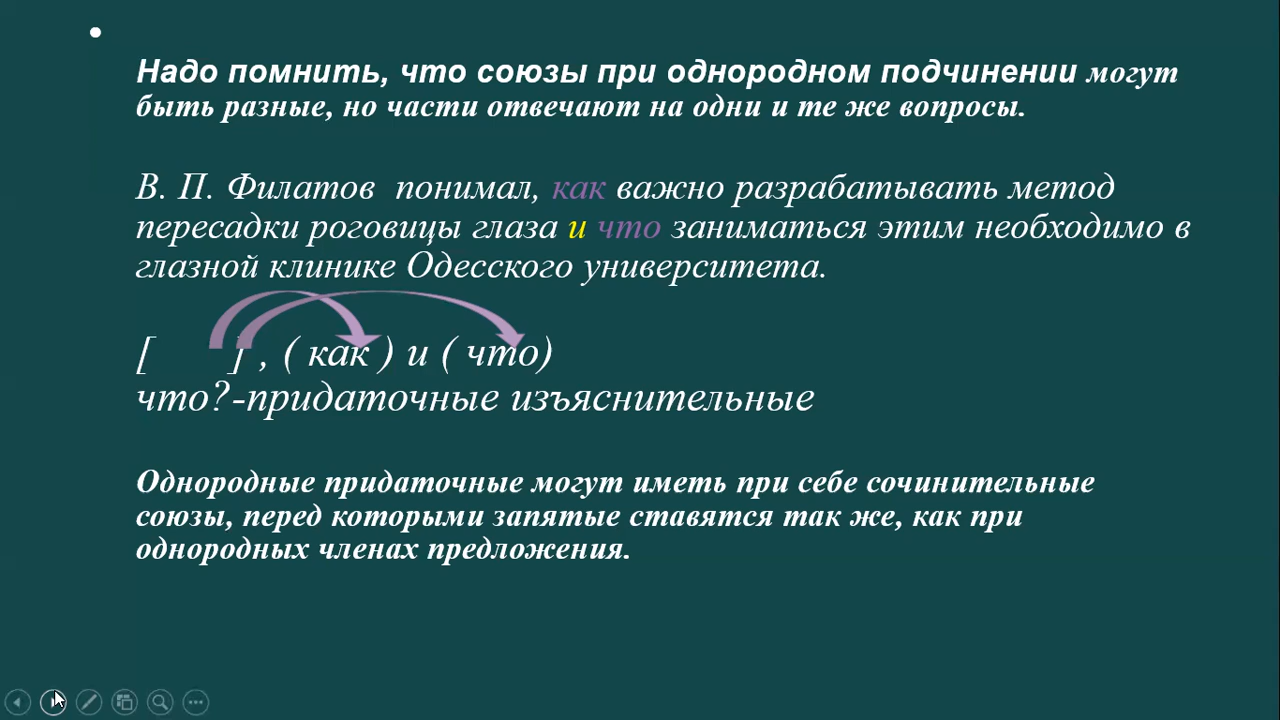 Надо помнить, что союзы при однородном подчинении могут
быть разные, но части отвечают на одни и те же вопросы.
В. П. Филатов понимал, как важно разрабатывать метод
пересадки роговицы глаза и что заниматься этим необходимо в
глазной клинике Одесского университета.
[ ] , ( как ) и ( что)
что?-придаточные изъяснительные
Однородные придаточные могут иметь при себе сочинительные
союзы, перед которыми запятые ставятся так же, как при
однородных членах предложения.